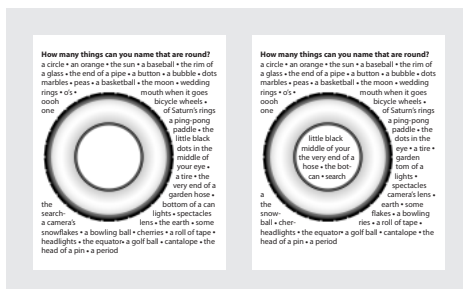 How many things can you name that are round?
a circle • an orange • the sun • a baseball • the rim of
a glass • the end of a pipe • a button • a bubble • dots
marbles • peas • a basketball • the moon • wedding
rings • o's • mouth when it goes
oooh bicycle wheels •
one of Saturn's rings
a ping-pong
paddle • the
little black
dots in the
middle of
your eye •
a tire • the
very end of a
garden hose •
the bottom of a can
search- lights • spectacles
a camera's lens • the earth • some
snowflakes • a bowling ball • cherries • a roll of tape •
headlights • the equator• a golf ball • cantalope • the
head of a pin • a period
How many things can you name that are round?
a circle • an orange • the sun • a baseball • the rim of
a glass • the end of a pipe • a button • a bubble • dots
marbles • peas • a basketball • the moon • wedding
rings • o's • mouth when it goes
oooh bicycle wheels •
one of Saturn's rings
a ping-pong
paddle • the
little black dots in the
middle of your eye • a tire •
the very end of a garden
hose • the bot- tom of a
can • search lights •
spectacles
a camera's lens •
the earth • some
snow- flakes • a bowling
ball • cher- ries • a roll of tape •
headlights • the equator• a golf ball • cantalope • the
head of a pin • a period